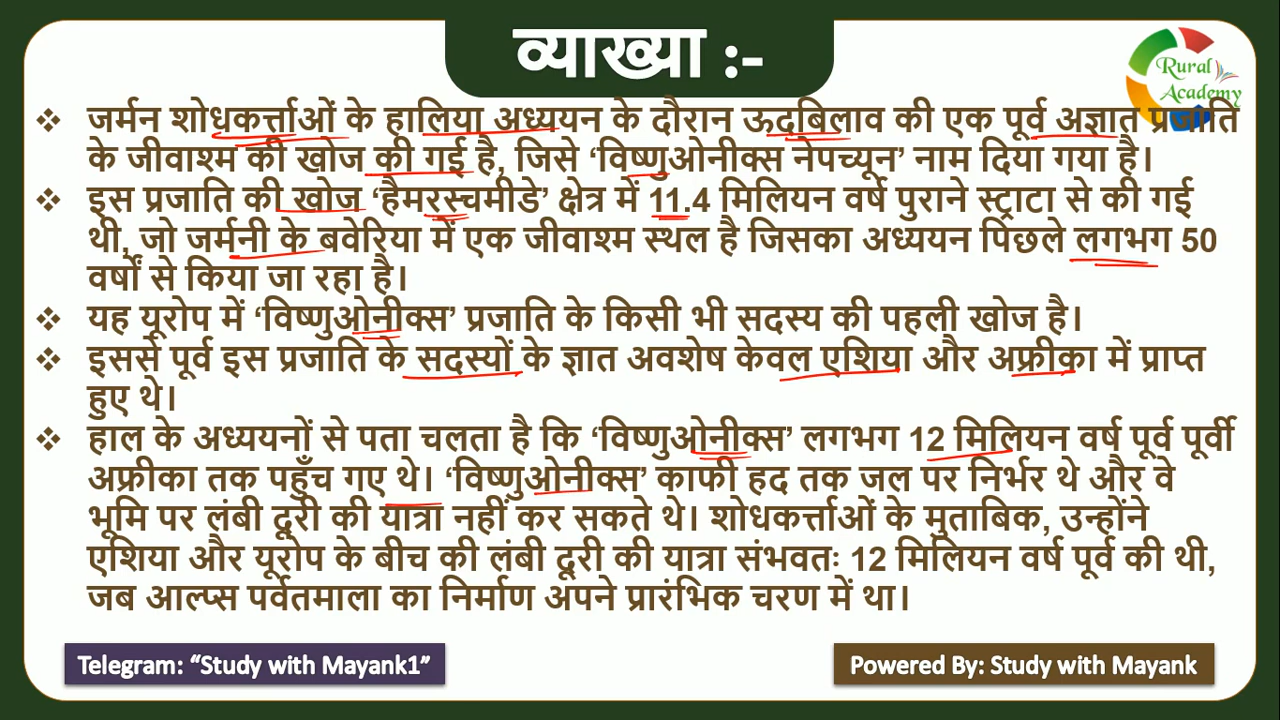 व्याख्या :-
Rural
Academy
❖ जर्मन शोधकर्त्ताओं के हालिया अध्ययन के दौरान ऊदबिलाव की एक पूर्व अज्ञात प्रजाति
के जीवाश्म की खोज की गई है, जिसे ‘विष्णुओनीक्स नेपच्यून’ नाम दिया गया है।
❖ इस प्रजाति की खोज ‘हैमरस्चमीडे’ क्षेत्र में 11.4 मिलियन वर्ष पुराने स्ट्राटा से की गई
थी, जो जर्मनी के बवेरिया में एक जीवाश्म स्थल है जिसका अध्ययन पिछले लगभग 50
वर्षों से किया जा रहा है।
❖ यह यूरोप में ‘विष्णुओनीक्स’ प्रजाति के किसी भी सदस्य की पहली खोज है।
❖ इससे पूर्व इस प्रजाति के सदस्यों के ज्ञात अवशेष केवल एशिया और अफ्रीका में प्राप्त
हुए थे।
❖ हाल के अध्ययनों से पता चलता है कि ‘विष्णुओनीक्स’ लगभग 12 मिलियन वर्ष पूर्व पूर्वी
अफ्रीका तक पहुँच गए थे। ‘विष्णुओनीक्स’ काफी हद तक जल पर निर्भर थे और वे
भूमि पर लंबी दूरी की यात्रा नहीं कर सकते थे। शोधकर्त्ताओं के मुताबिक, उन्होंने
एशिया और यूरोप के बीच की लंबी दूरी की यात्रा संभवतः 12 मिलियन वर्ष पूर्व की थी,
जब आल्प्स पर्वतमाला का निर्माण अपने प्रारंभिक चरण में था।
Telegram: “Study with Mayank1”
Powered By: Study with Mayank